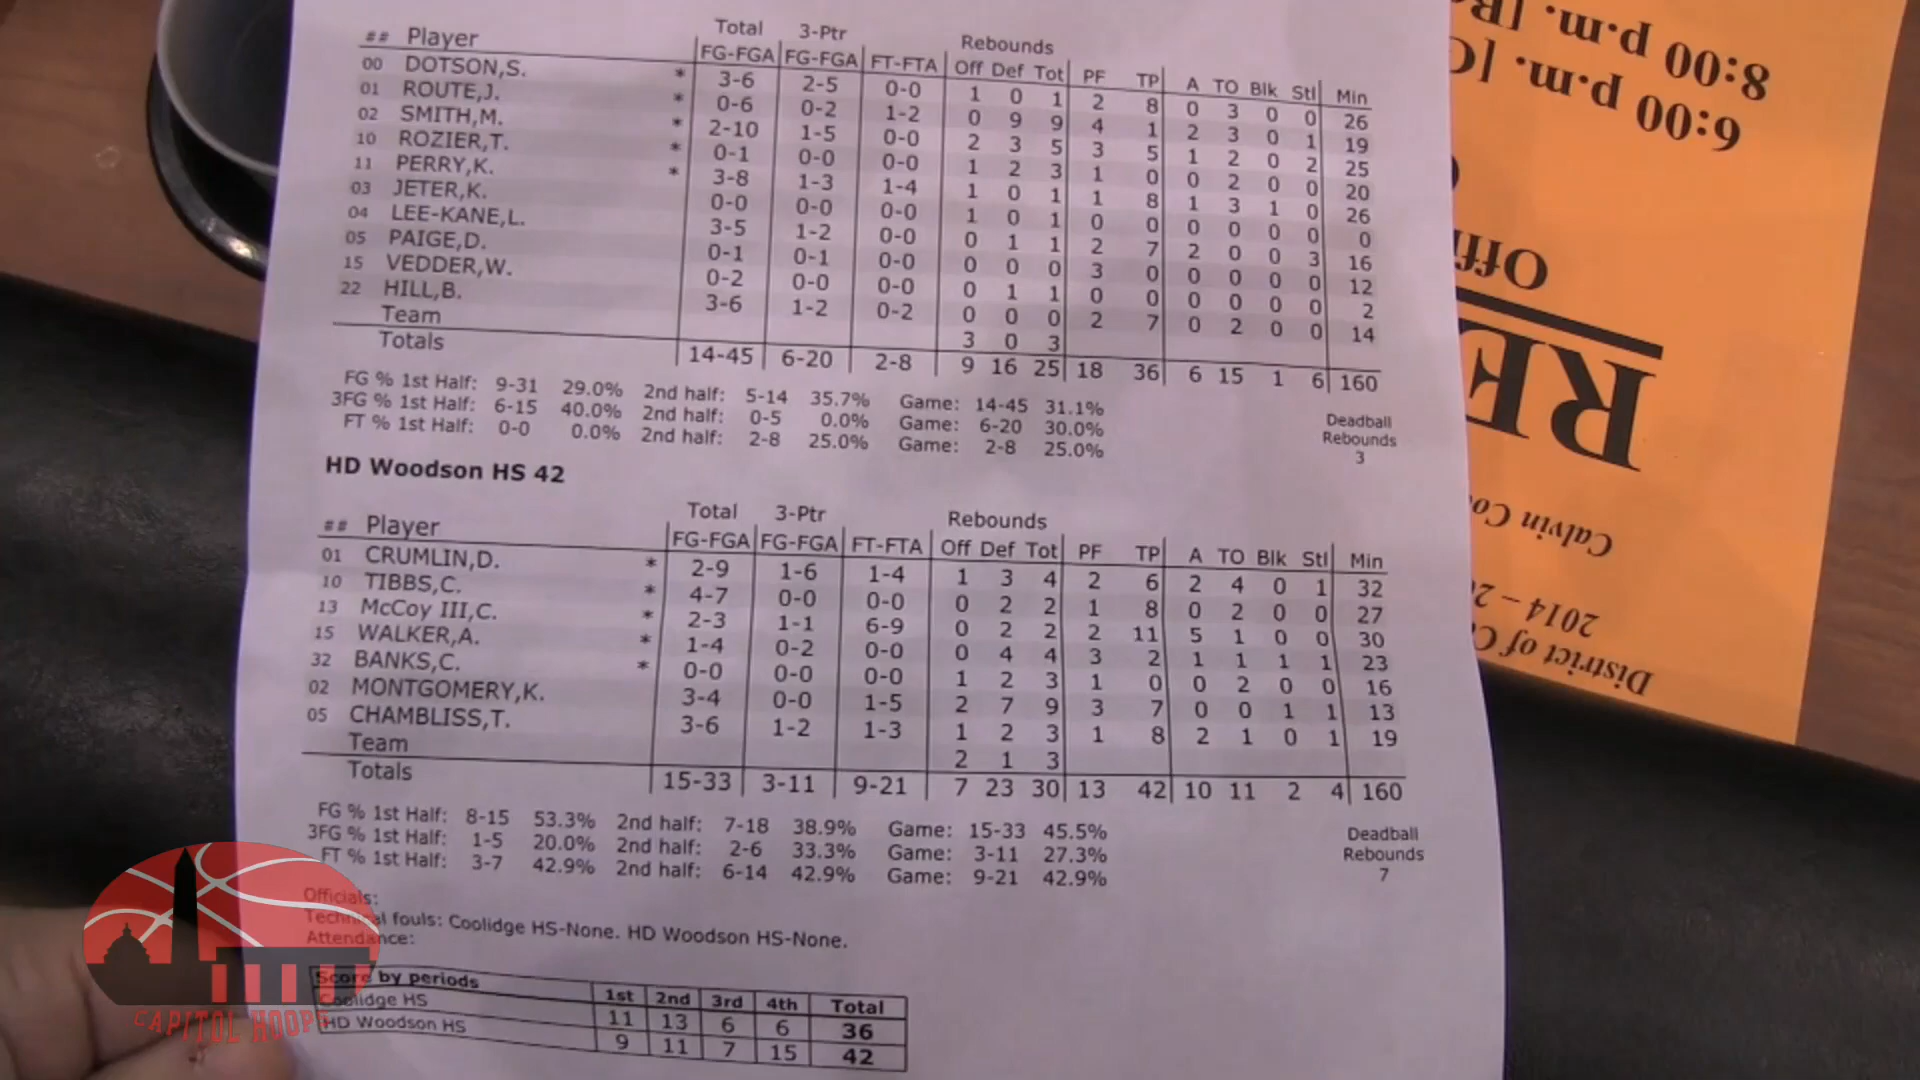 Total 3-Ptr Rebounds
## Player FG-FGA FG-FGA FT-FTA Off Def Tot PF TP A TO Blk Stl Min
00 DOTSON,S. * 3-6 2-5 0-0 1 0 1 2 8 0 3 0 0 26
01 ROUTE,J. * 0-6 0-2 1-2 0 9 9 4 1 2 3 0 1 19
02 SMITH,M. * 2-10 1-5 0-0 2 3 5 3 5 1 2 0 2 25
10 ROZIER,T. * 0-1 0-0 0-0 1 2 3 1 0 0 2 0 0 20
11 PERRY,K. * 3-8 1-3 1-4 1 0 1 1 8 1 3 1 0 26
03 JETER,K. 0-0 0-0 0-0 1 0 1 0 0 0 0 0 0 0
04 LEE-KANE,L. 3-5 1-2 0-0 0 1 1 2 7 2 0 0 3 16
05 PAIGE,D. 0-1 0-1 0-0 0 0 0 3 0 0 0 0 0 12
15 VEDDER,W. 0-2 0-0 0-0 0 1 1 0 0 0 0 0 0 2
22 HILL,B. 3-6 1-2 0-2 0 0 0 2 7 0 2 0 0 14
Team 3 0 3
Totals 14-45 6-20 2-8 9 16 25 18 36 6 15 1 6 160
FG % 1st Half: 9-31 29.0% 2nd half: 5-14 35.7% Game: 14-45 31.1%
3FG % 1st Half: 6-15 40.0% 2nd half: 0-5 0.0% Game: 6-20 30.0%
FT % 1st Half: 0-0 0.0% 2nd half: 2-8 25.0% Game: 2-8 25.0%
Deadball
Rebounds
3
HD Woodson HS 42
Total 3-Ptr Rebounds
## Player FG-FGA FG-FGA FT-FTA Off Def Tot PF TP A TO Blk Stl Min
01 CRUMLIN,D. * 2-9 1-6 1-4 1 3 4 2 6 2 4 0 1 32
10 TIBBS,C. * 4-7 0-0 0-0 0 2 2 1 8 0 2 0 0 27
13 McCoy III,C. * 2-3 1-1 6-9 0 2 2 2 11 5 1 0 0 30
15 WALKER,A. * 1-4 0-2 0-0 0 4 4 3 2 1 1 1 1 23
32 BANKS,C. * 0-0 0-0 0-0 1 2 3 1 0 0 2 0 0 16
02 MONTGOMERY,K. 3-4 0-0 1-5 2 7 9 3 7 0 0 1 1 13
05 CHAMBLISS,T. 3-6 1-2 1-3 1 2 3 1 8 2 1 0 1 19
Team 2 1 3
Totals 15-33 3-11 9-21 7 23 30 13 42 10 11 2 4 160
FG % 1st Half: 8-15 53.3% 2nd half: 7-18 38.9% Game: 15-33 45.5%
3FG % 1st Half: 1-5 20.0% 2nd half: 2-6 33.3% Game: 3-11 27.3%
FT % 1st Half: 3-7 42.9% 2nd half: 6-14 42.9% Game: 9-21 42.9%
Deadball
Rebounds
7
Officials:
Technical fouls: Coolidge HS-None. HD Woodson HS-None.
Attendance:
Score by periods 1st 2nd 3rd 4th Total
Coolidge HS 11 13 6 6 36
HD Woodson HS 9 11 7 15 42
CAPITOL HOOPS
District of C
2014 – 2
Calvin Co
RE
Offi
6:00 p.m. [C
8:00 p.m. [B